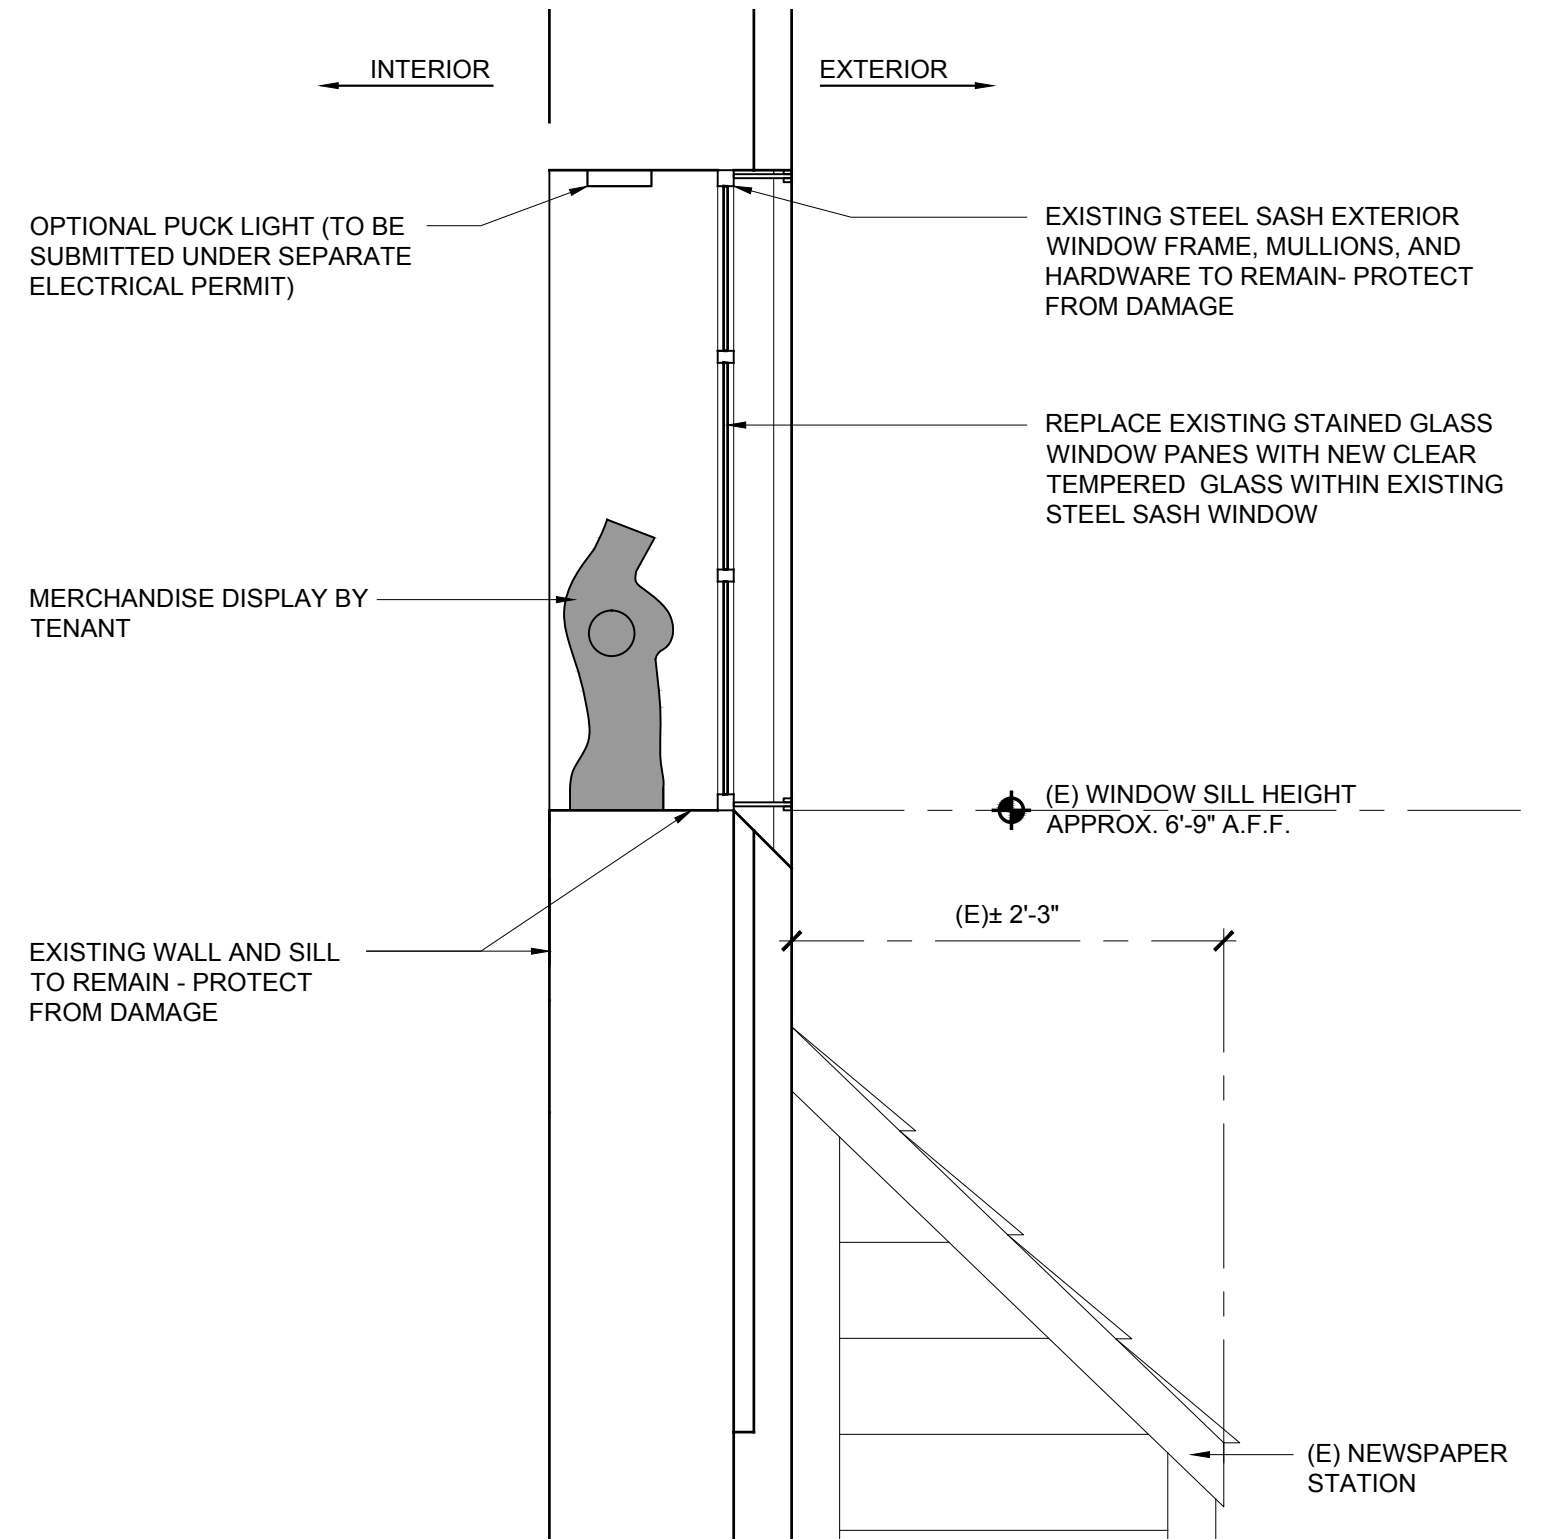 INTERIOR
EXTERIOR
OPTIONAL PUCK LIGHT (TO BE
SUBMITTED UNDER SEPARATE
ELECTRICAL PERMIT)
EXISTING STEEL SASH EXTERIOR
WINDOW FRAME, MULLIONS, AND
HARDWARE TO REMAIN- PROTECT
FROM DAMAGE
REPLACE EXISTING STAINED GLASS
WINDOW PANES WITH NEW CLEAR
TEMPERED GLASS WITHIN EXISTING
STEEL SASH WINDOW
MERCHANDISE DISPLAY BY
TENANT
(E) WINDOW SILL HEIGHT
APPROX. 6'-9" A.F.F.
(E)± 2'-3"
EXISTING WALL AND SILL
TO REMAIN - PROTECT
FROM DAMAGE
(E) NEWSPAPER
STATION